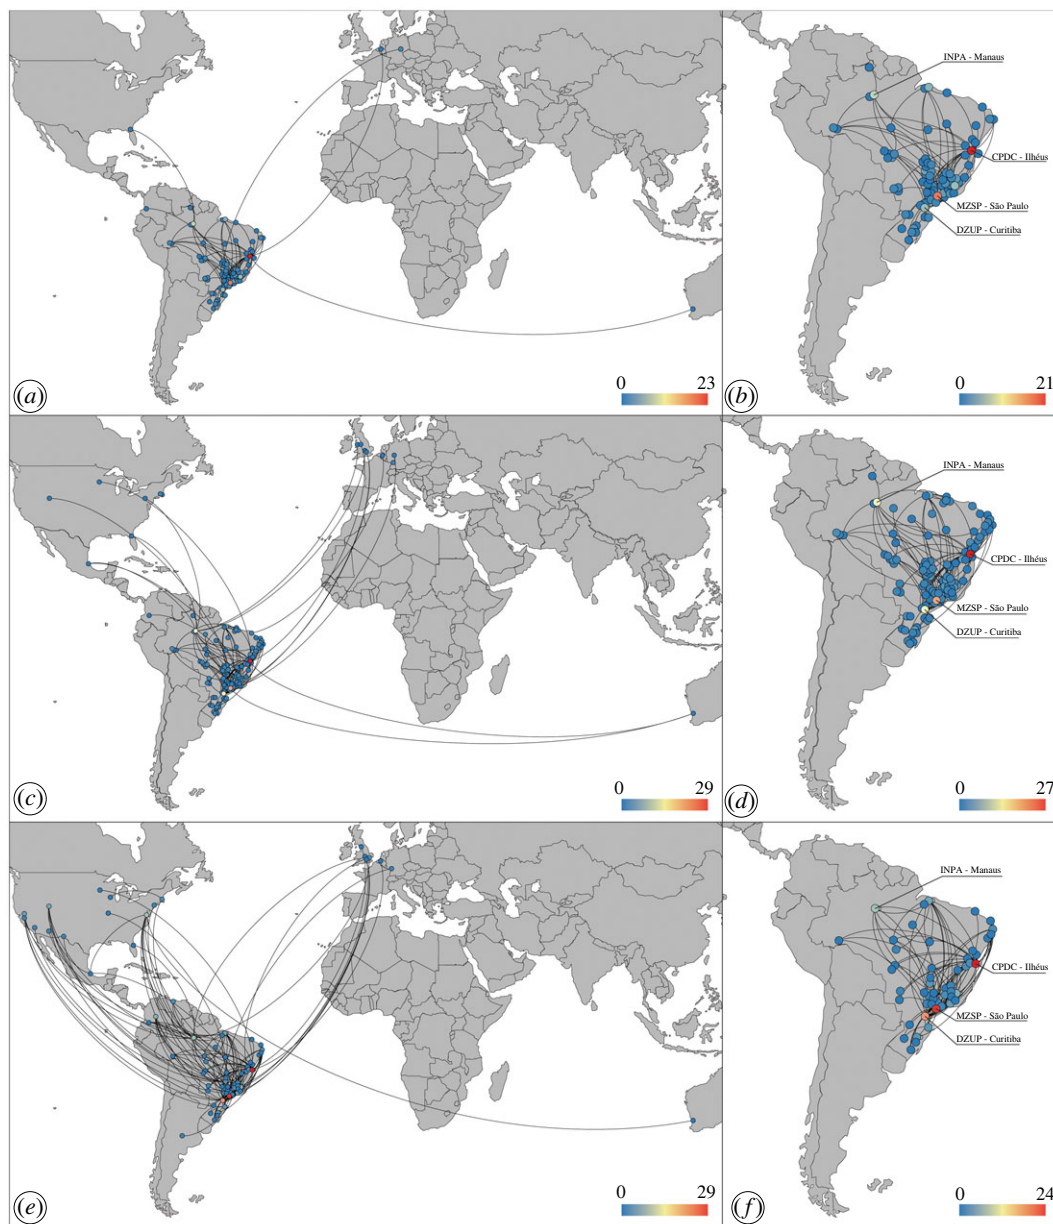 INPA - Manaus
CPDC - Ilhéus
MZSP - São Paulo
DZUP - Curitiba
0 23
(a)
0 21
(b)
INPA - Manaus
CPDC - Ilhéus
MZSP - São Paulo
DZUP - Curitiba
0 29
(c)
0 27
(d)
INPA - Manaus
CPDC - Ilhéus
MZSP - São Paulo
DZUP - Curitiba
0 29
(e)
0 24
(f)